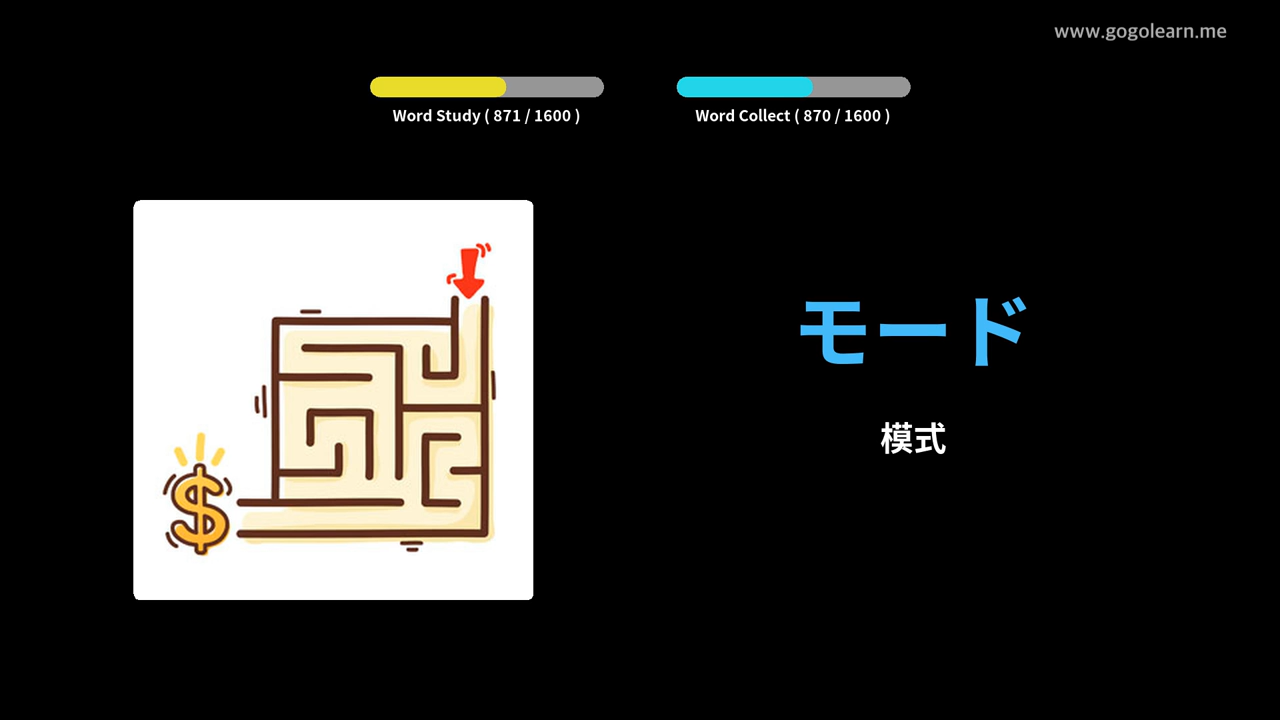 www.gogolearn.me
Word Study ( 871 / 1600 )
Word Collect ( 870 / 1600 )
$
モード
模式